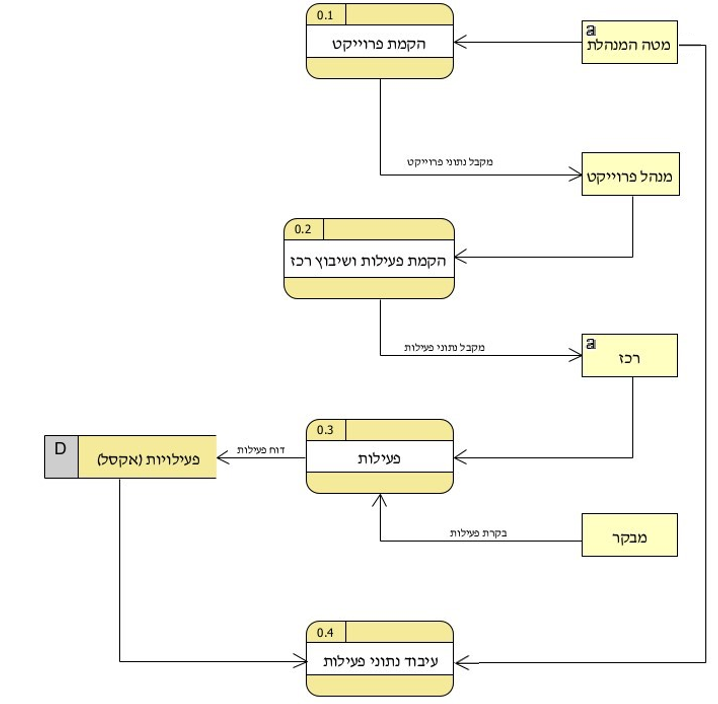 0.1
הקמת פרוייקט
a
מטה המנהלת
מקבל נתוני פרוייקט
מנהל פרוייקט
0.2
הקמת פעילות ושיבוץ רכז
מקבל נתוני פעילות
a
רכז
0.3
פעילות
דוח פעילות
D
פעילויות (אקסל)
בקרת פעילות
מבקר
0.4
עיבוד נתוני פעילות